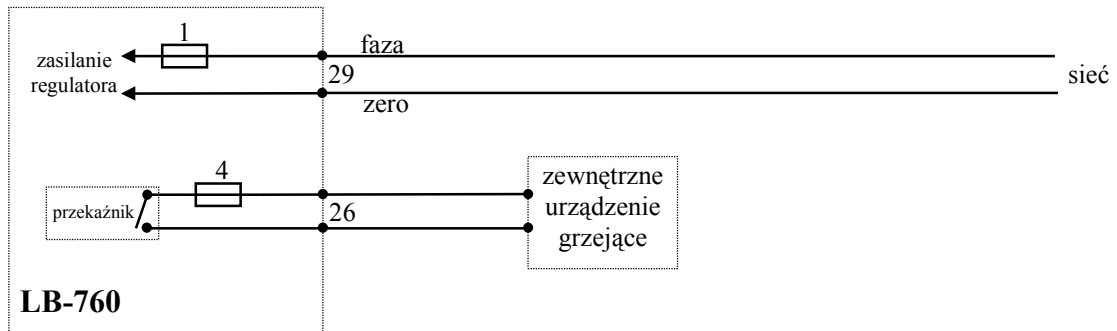 1
faza
zasilanie
regulatora
29
sieć
zero
4
zewnętrzne
urządzenie
grzejące
przekaźnik
26
LB-760